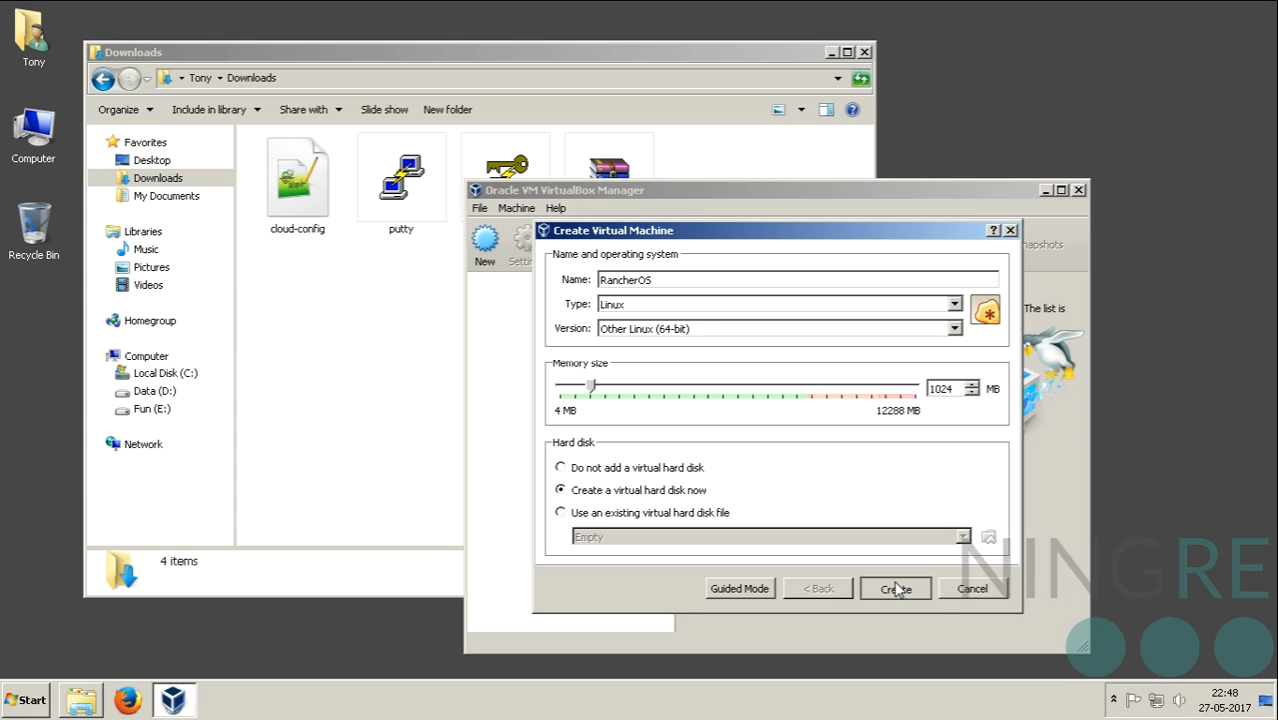 Tony
Computer
Recycle Bin
Downloads
Tony Downloads
Organize Include in library Share with Slide show New folder
Favorites
Desktop
Downloads
My Documents
Libraries
Music
Pictures
Videos
Homegroup
Computer
Local Disk (C:)
Data (D:)
Fun (E:)
Network
cloud-config
putty
4 items
Oracle VM VirtualBox Manager
File Machine Help
New
The list is
Create Virtual Machine
Name and operating system
Name: RancherOS
Type: Linux
Version: Other Linux (64-bit)
Memory size
1024 MB
4 MB 12288 MB
Hard disk
Do not add a virtual hard disk
Create a virtual hard disk now
Use an existing virtual hard disk file
Empty
Guided Mode < Back Create Cancel
NINGRE
Start
22:48
27-05-2017